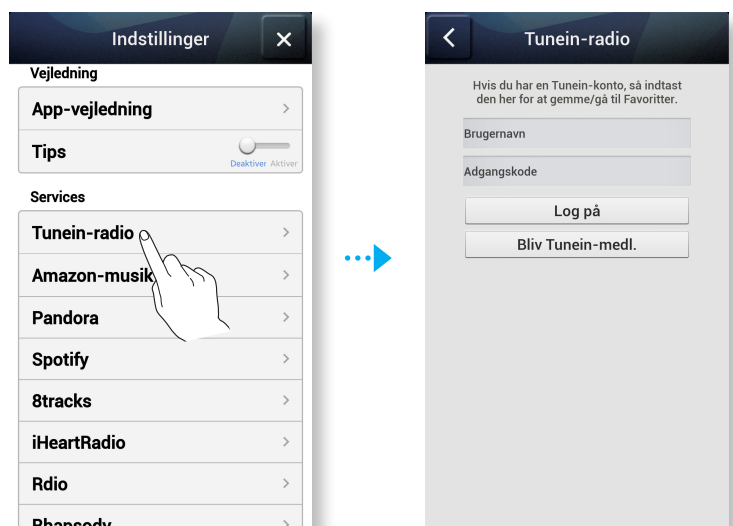 Indstillinger
Vejledning
App-vejledning
Tips
Deaktiver Aktiver
Services
Tunein-radio
Amazon-musik
Pandora
Spotify
8tracks
iHeartRadio
Rdio
Rhapsody
Tunein-radio
Hvis du har en Tunein-konto, så indtast
den her for at gemme/gå til Favoritter.
Brugernavn
Adgangskode
Log på
Bliv Tunein-medl.